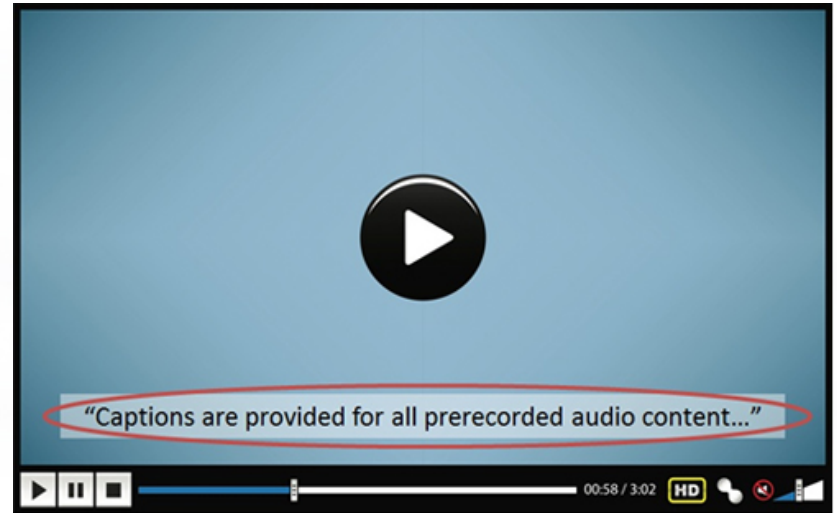 “Captions are provided for all prerecorded audio content...”
00:58 / 3:02 HD